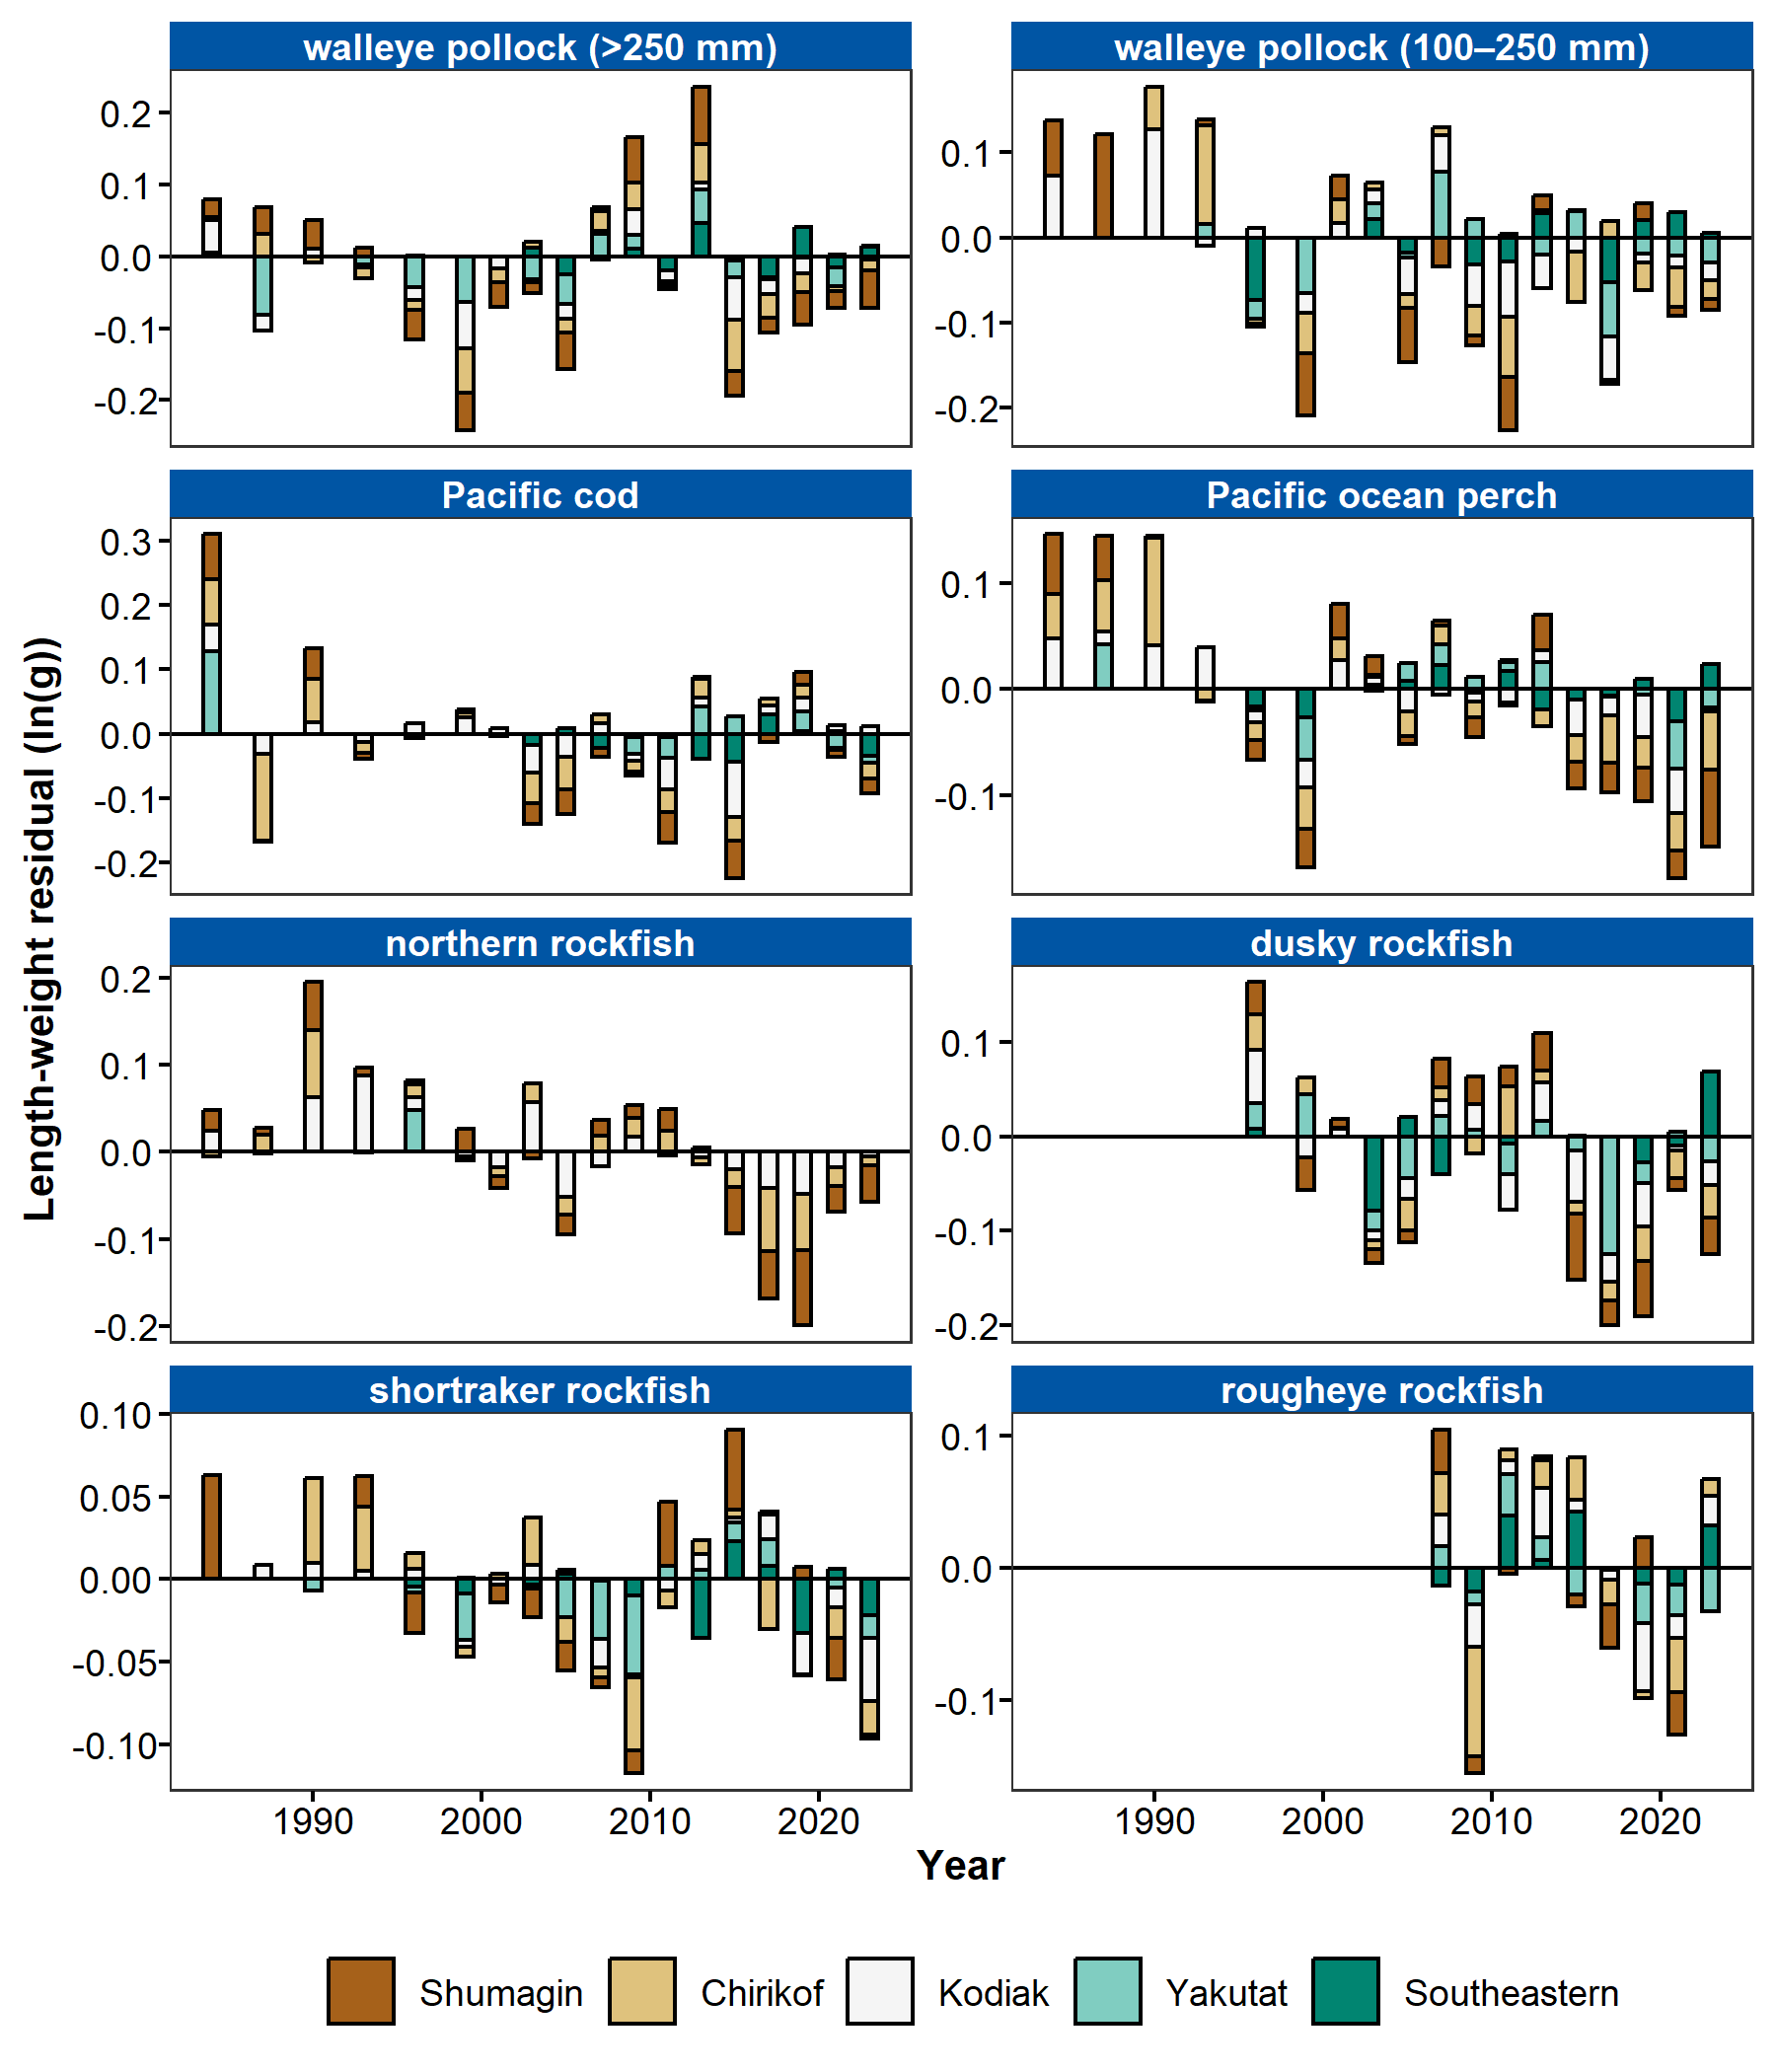 walleye pollock (>250 mm)
walleye pollock (100–250 mm)
0.2
0.1
0.0
-0.1
-0.2
0.1
0.0
-0.1
-0.2
Pacific cod
Pacific ocean perch
0.3
0.2
0.1
0.0
-0.1
-0.2
0.1
0.0
-0.1
northern rockfish
dusky rockfish
0.2
0.1
0.0
-0.1
-0.2
0.1
0.0
-0.1
-0.2
shortraker rockfish
rougheye rockfish
0.10
0.05
0.00
-0.05
-0.10
0.1
0.0
-0.1
Length-weight residual (ln(g))
1990 2000 2010 2020
1990 2000 2010 2020
Year
Shumagin Chirikof Kodiak Yakutat Southeastern